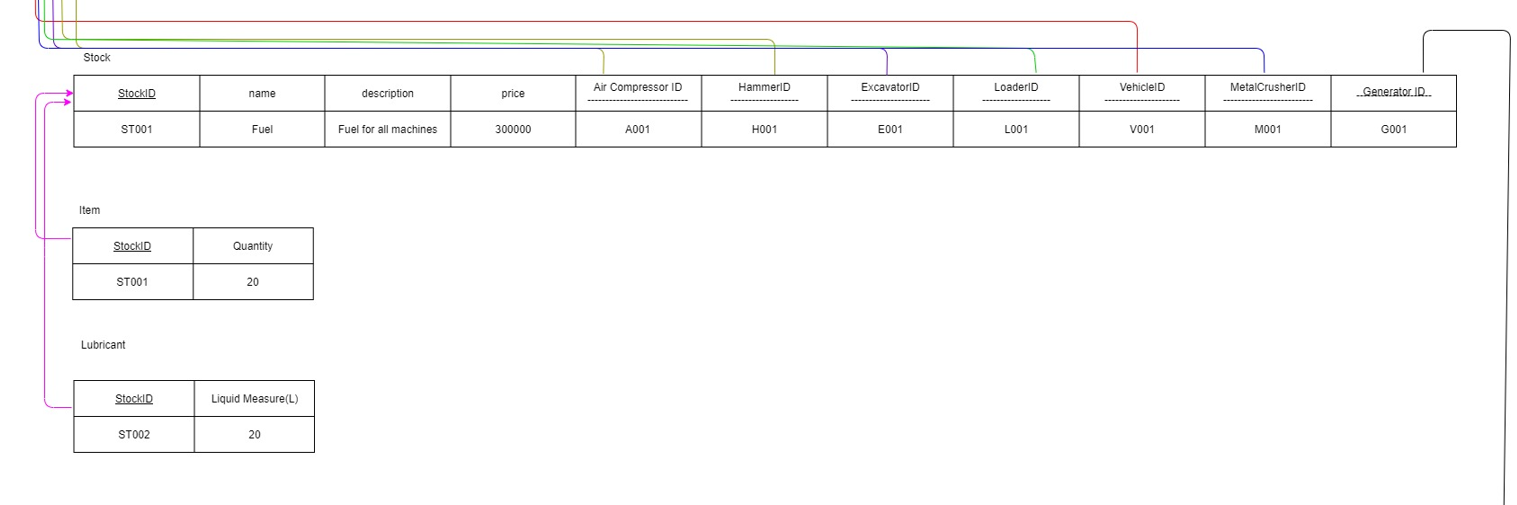 Stock
StockID name description price Air Compressor ID HammerID ExcavatorID LoaderID VehicleID MetalCrusherID Generator ID
ST001 Fuel Fuel for all machines 300000 A001 H001 E001 L001 V001 M001 G001
Item
StockID Quantity
ST001 20
Lubricant
StockID Liquid Measure(L)
ST002 20